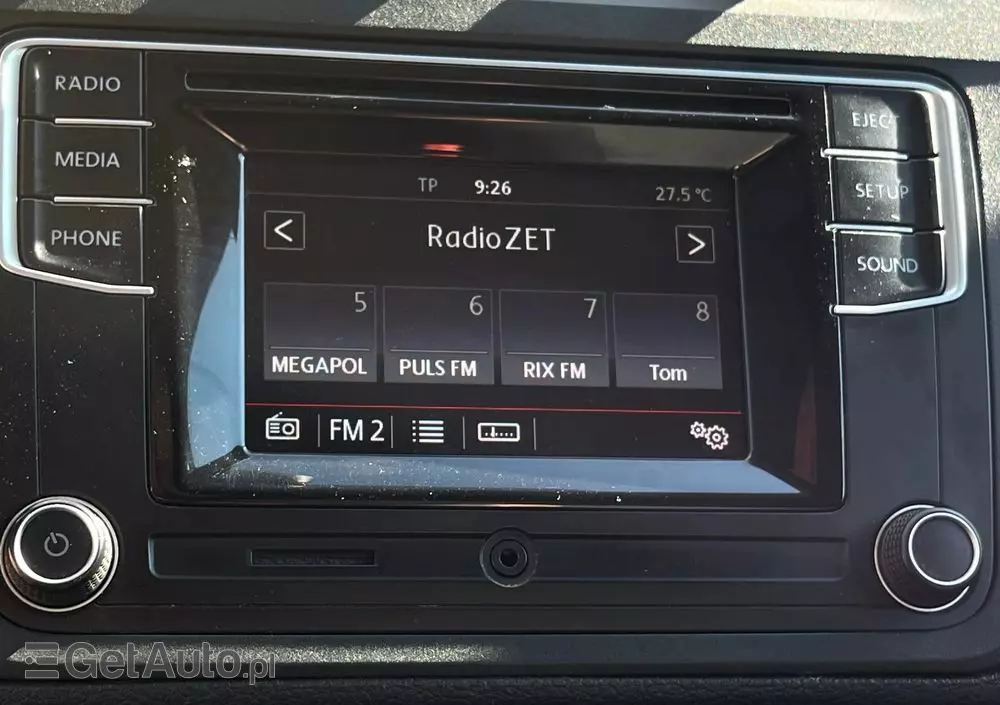 RADIO
MEDIA
PHONE
EJECT
SETUP
SOUND
TP 9:26 27.5 °C
< RadioZET >
5 6 7 8
MEGAPOL PULS FM RIX FM Tom
FM 2
GetAuto.pl